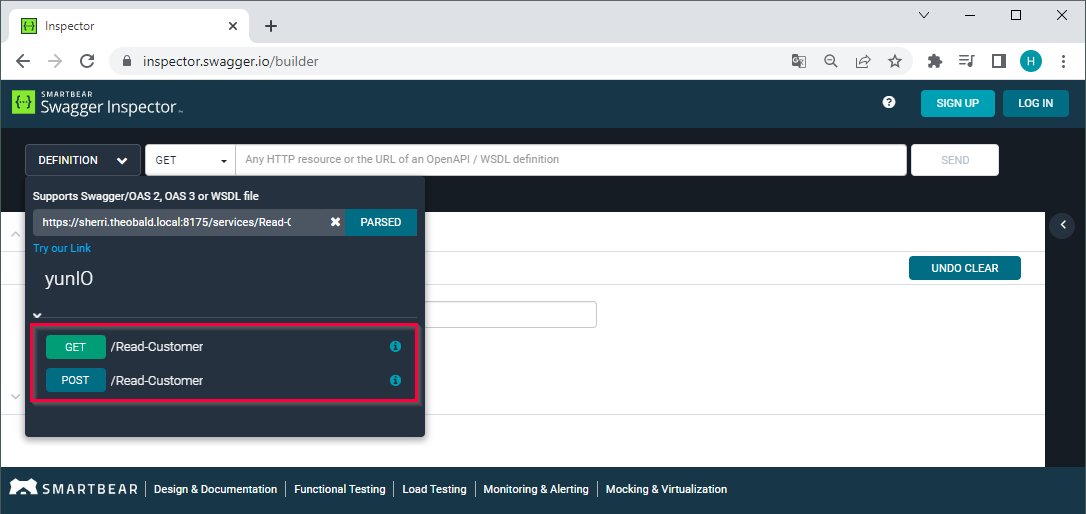 Inspector
inspector.swagger.io/builder
H
SMARTBEAR
Swagger Inspector™
?
SIGN UP
LOG IN
DEFINITION
GET
Any HTTP resource or the URL of an OpenAPI / WSDL definition
SEND
Supports Swagger/OAS 2, OAS 3 or WSDL file
https://sherri.theobald.local:8175/services/Read-C
PARSED
Try our Link
yunIO
UNDO CLEAR
GET /Read-Customer
POST /Read-Customer
SMARTBEAR Design & Documentation Functional Testing Load Testing Monitoring & Alerting Mocking & Virtualization